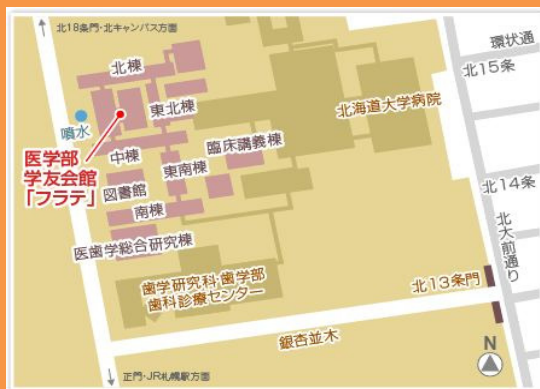 北18条門・北キャンパス方面
環状通
北15条
北棟
東北棟
北海道大学病院
噴水
臨床講義棟
医学部
学友会館
「フラテ」
中棟
東南棟
図書館
北14条
南棟
北大前通り
医歯学総合研究棟
歯学研究科・歯学部
歯科診療センター
北13条門
銀杏並木
N
正門・JR札幌駅方面